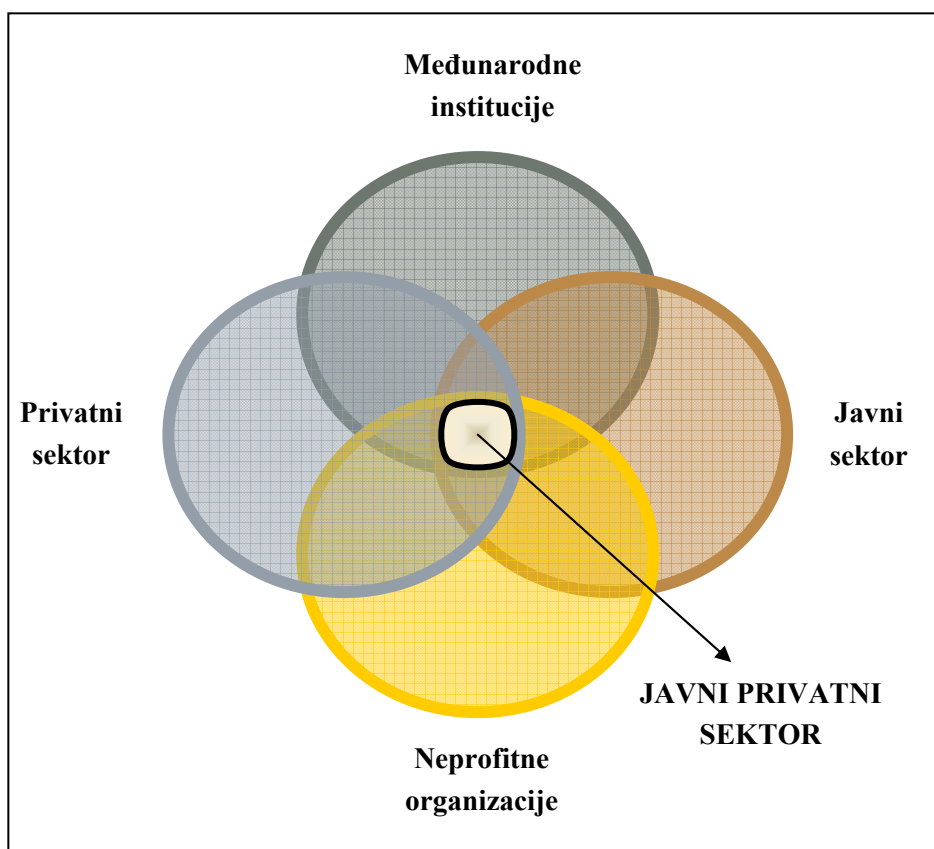 Međunarodne
institucije
Privatni
sektor
Javni
sektor
JAVNI PRIVATNI
SEKTOR
Neprofitne
organizacije